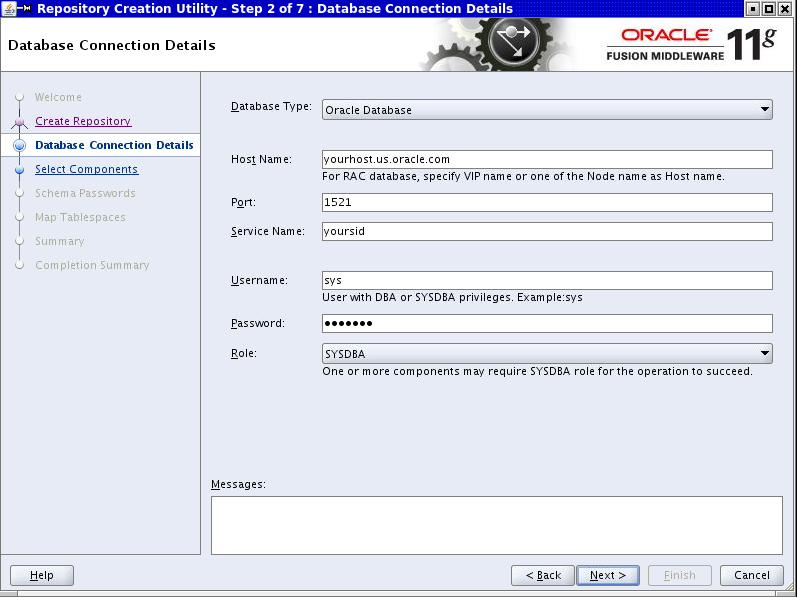 Repository Creation Utility - Step 2 of 7 : Database Connection Details
Database Connection Details
ORACLE
FUSION MIDDLEWARE 11g
Welcome
Create Repository
Database Connection Details
Select Components
Schema Passwords
Map Tablespaces
Summary
Completion Summary
Database Type: Oracle Database
Host Name: yourhost.us.oracle.com
For RAC database, specify VIP name or one of the Node name as Host name.
Port: 1521
Service Name: yoursid
Username: sys
User with DBA or SYSDBA privileges. Example:sys
Password: •••••••
Role: SYSDBA
One or more components may require SYSDBA role for the operation to succeed.
Messages:
Help < Back Next > Finish Cancel